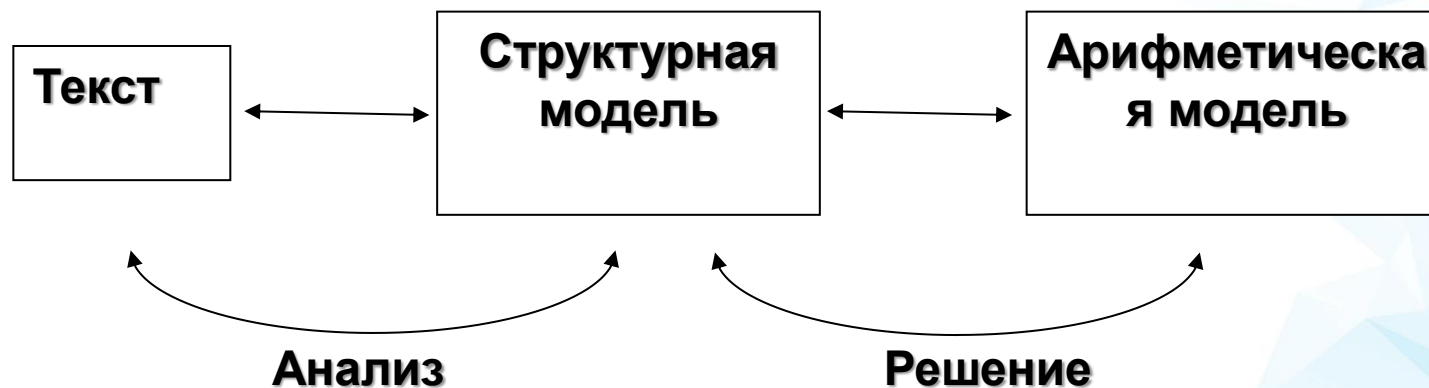 Текст
Структурная
модель
Арифметическа
я модель
Анализ
Решение